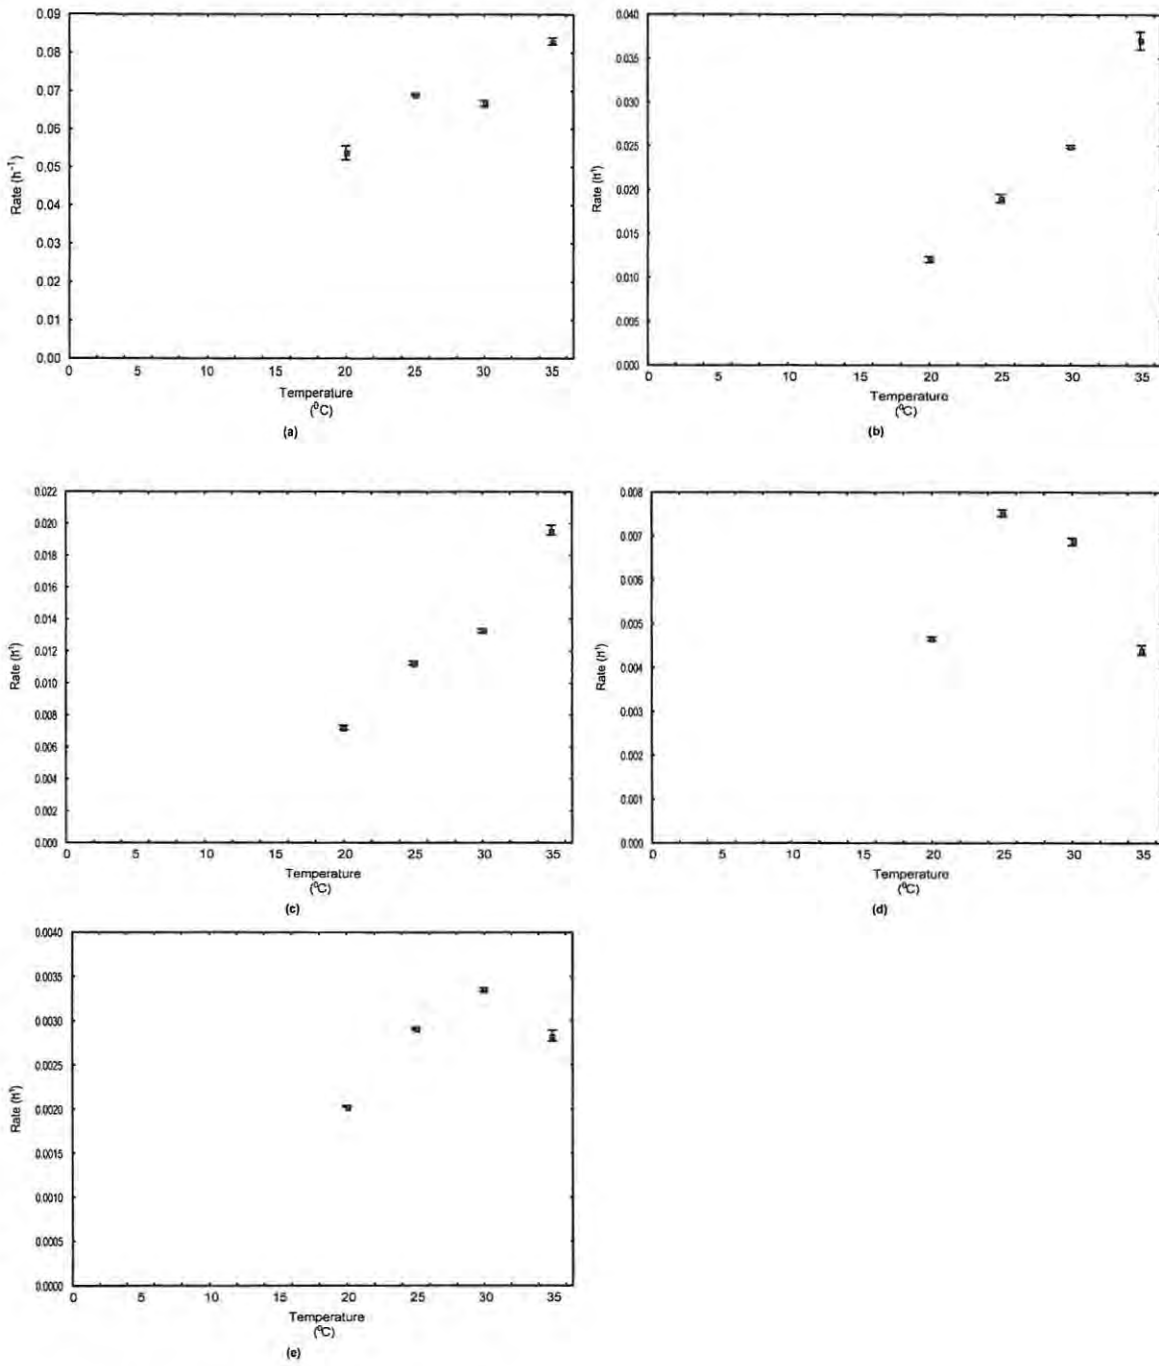 0.09
0.08
0.07
0.06
0.05
0.04
0.03
0.02
0.01
0.00
Rate (h⁻¹)
0 5 10 15 20 25 30 35
Temperature
(⁰C)
(a)
0.040
0.035
0.030
0.025
0.020
0.015
0.010
0.005
0.000
Rate (h¹)
0 5 10 15 20 25 30 35
Temperature
(⁰C)
(b)
0.022
0.020
0.018
0.016
0.014
0.012
0.010
0.008
0.006
0.004
0.002
0.000
Rate (h¹)
0 5 10 15 20 25 30 35
Temperature
(⁰C)
(c)
0.008
0.007
0.006
0.005
0.004
0.003
0.002
0.001
0.000
Rate (h¹)
0 5 10 15 20 25 30 35
Temperature
(⁰C)
(d)
0.0040
0.0035
0.0030
0.0025
0.0020
0.0015
0.0010
0.0005
0.0000
Rate (h¹)
0 5 10 15 20 25 30 35
Temperature
(⁰C)
(e)